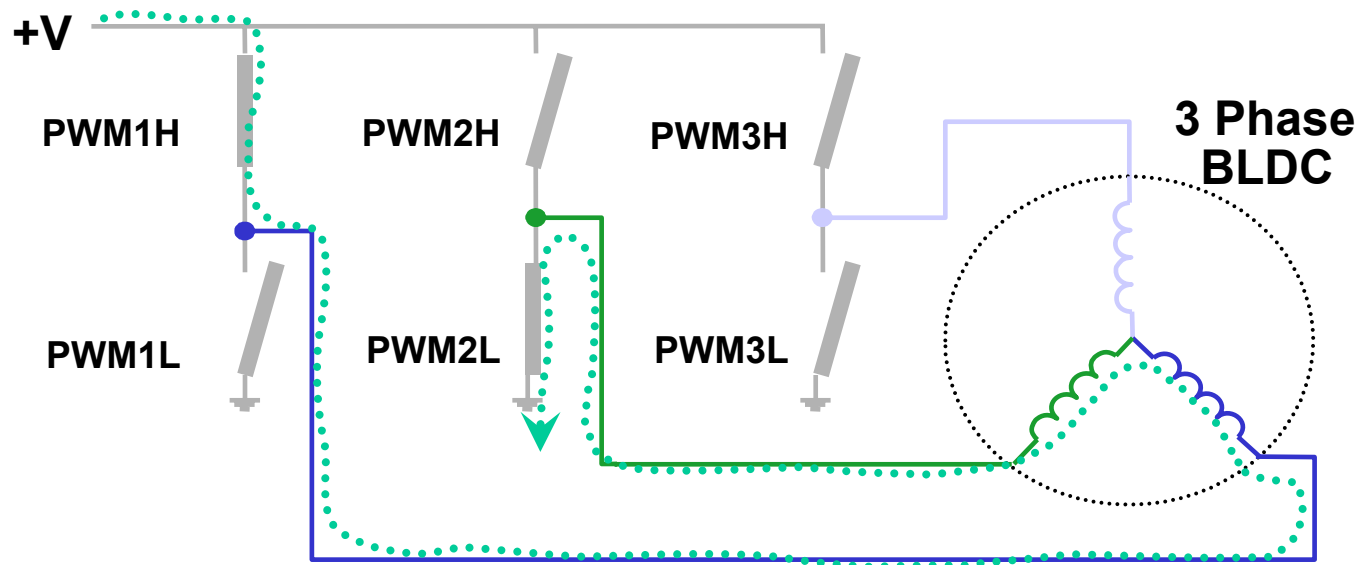 +V
PWM1H
PWM2H
PWM3H
3 Phase
BLDC
PWM1L
PWM2L
PWM3L